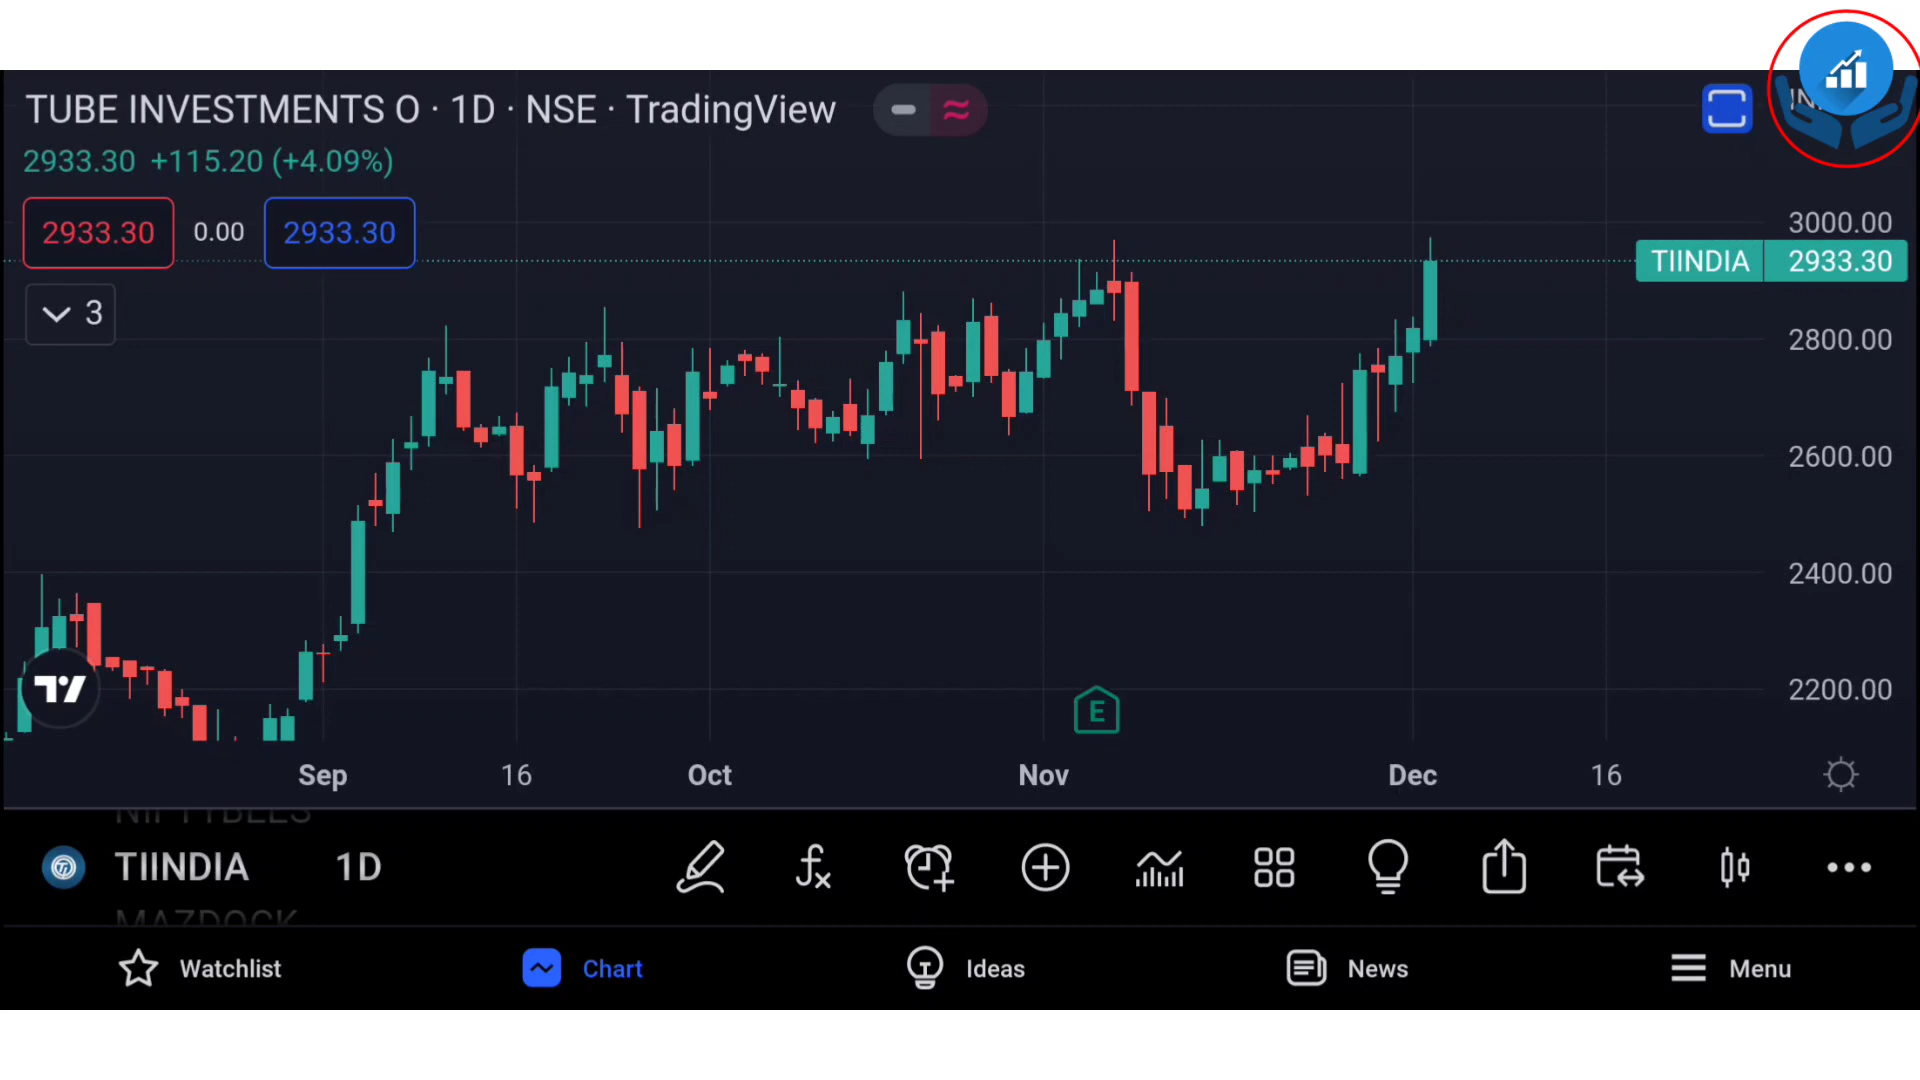 TUBE INVESTMENTS O · 1D · NSE · TradingView
2933.30 +115.20 (+4.09%)
2933.30 0.00 2933.30
3
3000.00
TIINDIA 2933.30
2800.00
2600.00
2400.00
2200.00
E
Sep 16 Oct Nov Dec 16
NIFTYBEES
TIINDIA 1D
MAZDOCK
Watchlist Chart Ideas News Menu